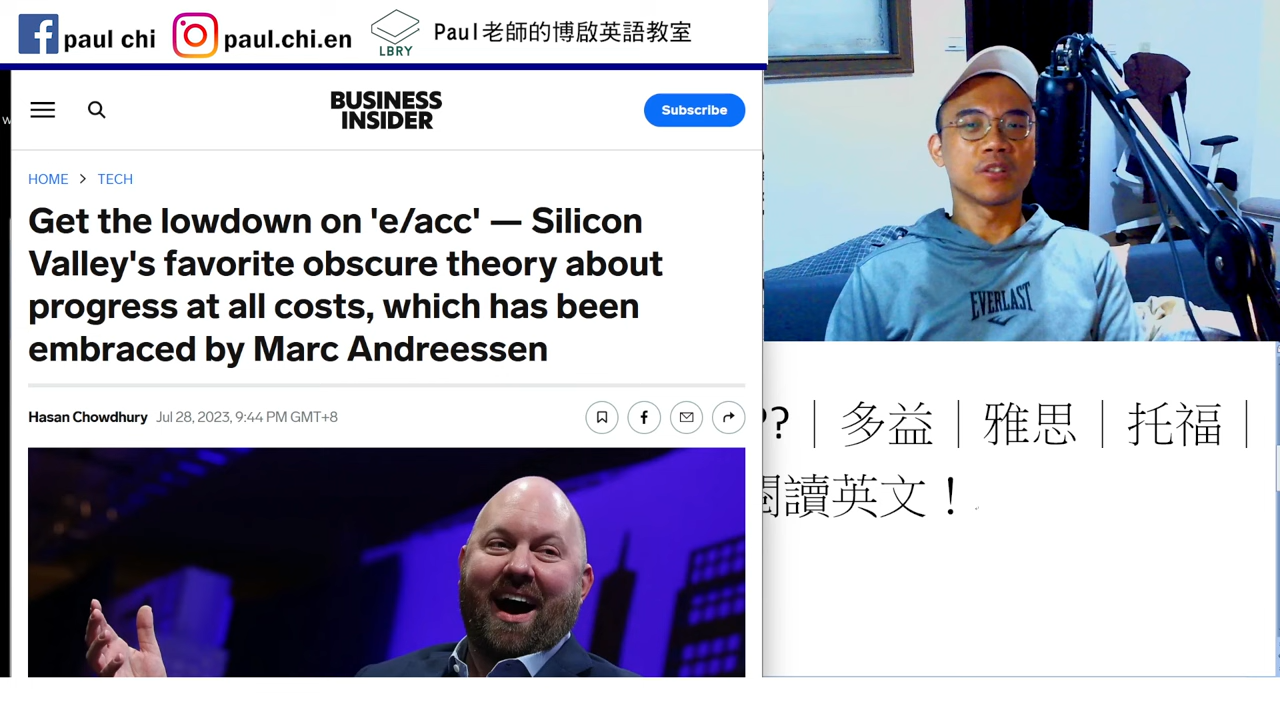 paul chi
paul.chi.en
LBRY
Paul老師的博啟英語教室
BUSINESS
INSIDER
Subscribe
HOME > TECH
Get the lowdown on 'e/acc' — Silicon
Valley's favorite obscure theory about
progress at all costs, which has been
embraced by Marc Andreessen
Hasan Chowdhury Jul 28, 2023, 9:44 PM GMT+8
EVERLAST
??｜多益｜雅思｜托福｜
閱讀英文！